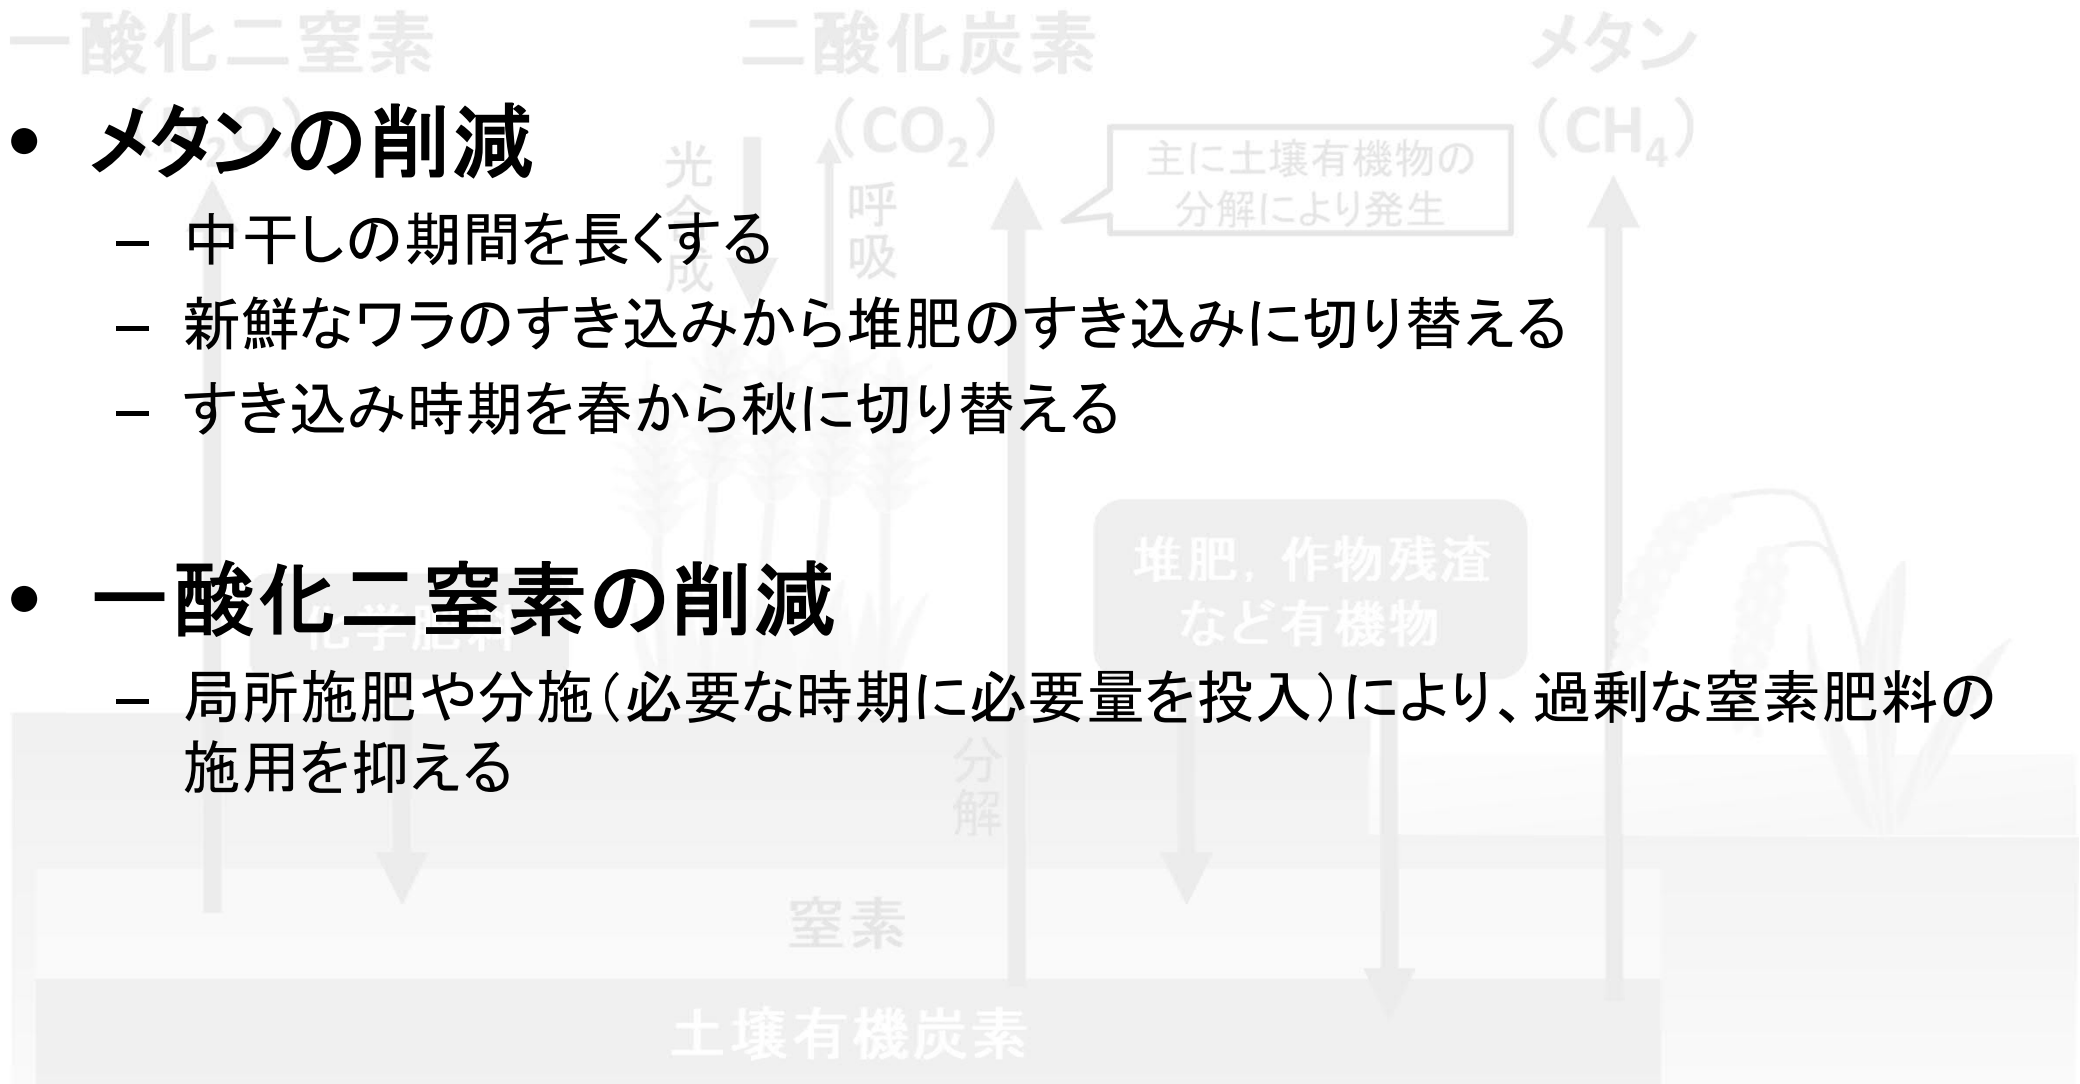 一酸化二窒素
（N₂O）
二酸化炭素
（CO₂）
メタン
（CH₄）
光合成
呼吸
主に土壌有機物の
分解により発生
• メタンの削減
– 中干しの期間を長くする
– 新鮮なワラのすき込みから堆肥のすき込みに切り替える
– すき込み時期を春から秋に切り替える
堆肥，作物残渣
など有機物
化学肥料
• 一酸化二窒素の削減
– 局所施肥や分施（必要な時期に必要量を投入）により、過剰な窒素肥料の
施用を抑える
分解
窒素
土壌有機炭素